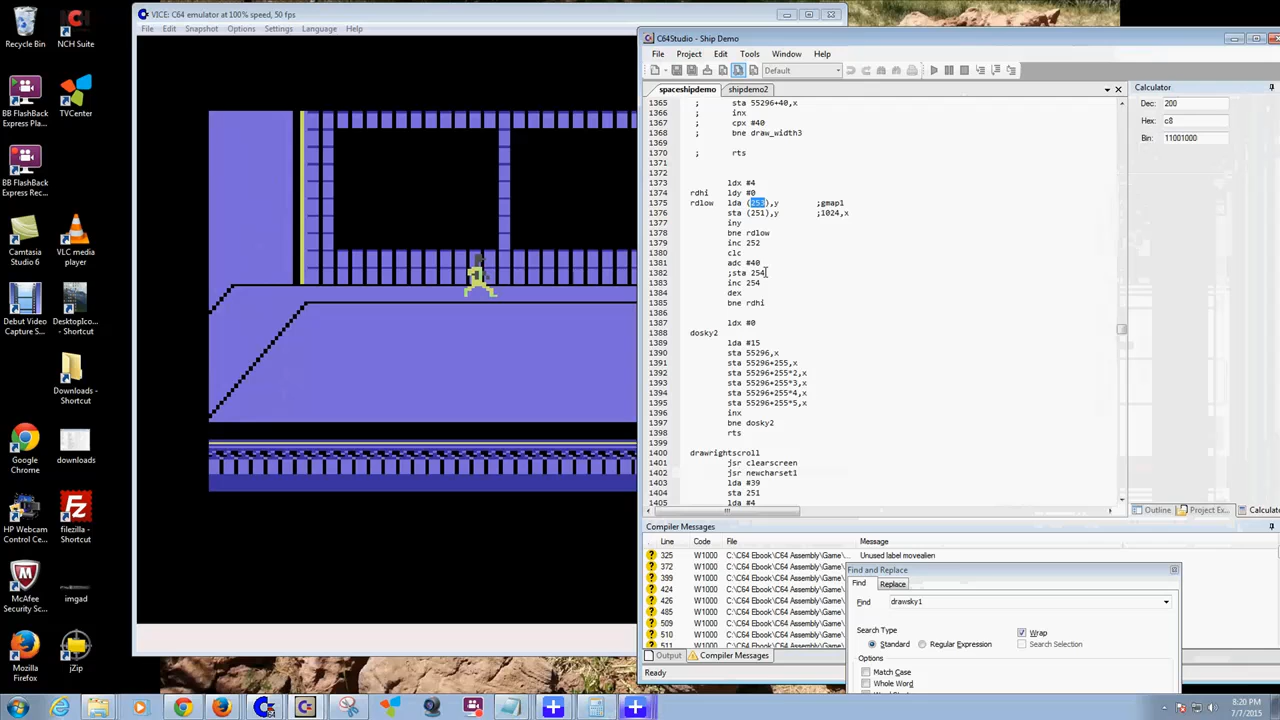 Recycle Bin
NCH Suite
BB FlashBack Express Pla...
TVCenter
BB FlashBack Express Rec...
Camtasia Studio
VLC media player
Debut Video Capture S...
DesktopIco... - Shortcut
Downloads - Shortcut
Google Chrome
downloads
HP Webcam Control Ce...
filezilla - Shortcut
McAfee Security Sc...
imgad
Mozilla Firefox
jZip
VICE: C64 emulator at 100% speed, 50 fps
File Edit Snapshot Options Settings Language Help
C64Studio - Ship Demo
File Project Edit Tools Window Help
Default
spaceshipdemo shipdemo2
1365 ; sta 55296+40,x
1366 ; inx
1367 ; cpx #40
1368 ; bne draw_width3
1369
1370 ; rts
1371
1372
1373 ldx #4
1374 rdhi ldy #0
1375 rdlow lda (253),y ;gmap1
1376 sta (251),y ;1024,x
1377 iny
1378 bne rdlow
1379 inc 252
1380 clc
1381 adc #40
1382 ;sta 254
1383 inc 254
1384 dex
1385 bne rdhi
1386
1387 ldx #0
1388 dosky2
1389 lda #15
1390 sta 55296,x
1391 sta 55296+255,x
1392 sta 55296+255*2,x
1393 sta 55296+255*3,x
1394 sta 55296+255*4,x
1395 sta 55296+255*5,x
1396 inx
1397 bne dosky2
1398 rts
1399
1400 drawrightscroll
1401 jsr clearscreen
1402 jsr newcharset1
1403 lda #39
1404 sta 251
1405 lda #4
Calculator
Dec: 200
Hex: c8
Bin: 11001000
Outline Project Ex... Calculato
Compiler Messages
Line Code File Message
325 W1000 C:\C64 Ebook\C64 Assembly\Game\... Unused label movealien
372 W1000 C:\C64 Ebook\C64 Assembly\Game\
399 W1000 C:\C64 Ebook\C64 Assembly\Game\
424 W1000 C:\C64 Ebook\C64 Assembly\Game\
426 W1000 C:\C64 Ebook\C64 Assembly\Game\
485 W1000 C:\C64 Ebook\C64 Assembly\Game\
509 W1000 C:\C64 Ebook\C64 Assembly\Game\
510 W1000 C:\C64 Ebook\C64 Assembly\Game\
511 W1000 C:\C64 Ebook\C64 Assembly\Game\
Output Compiler Messages
Ready
Find and Replace
Find Replace
Find drawsky1
Search Type
Standard Regular Expression
Wrap
Search Selection
Options
Match Case
Whole Word
8:20 PM
7/7/2015